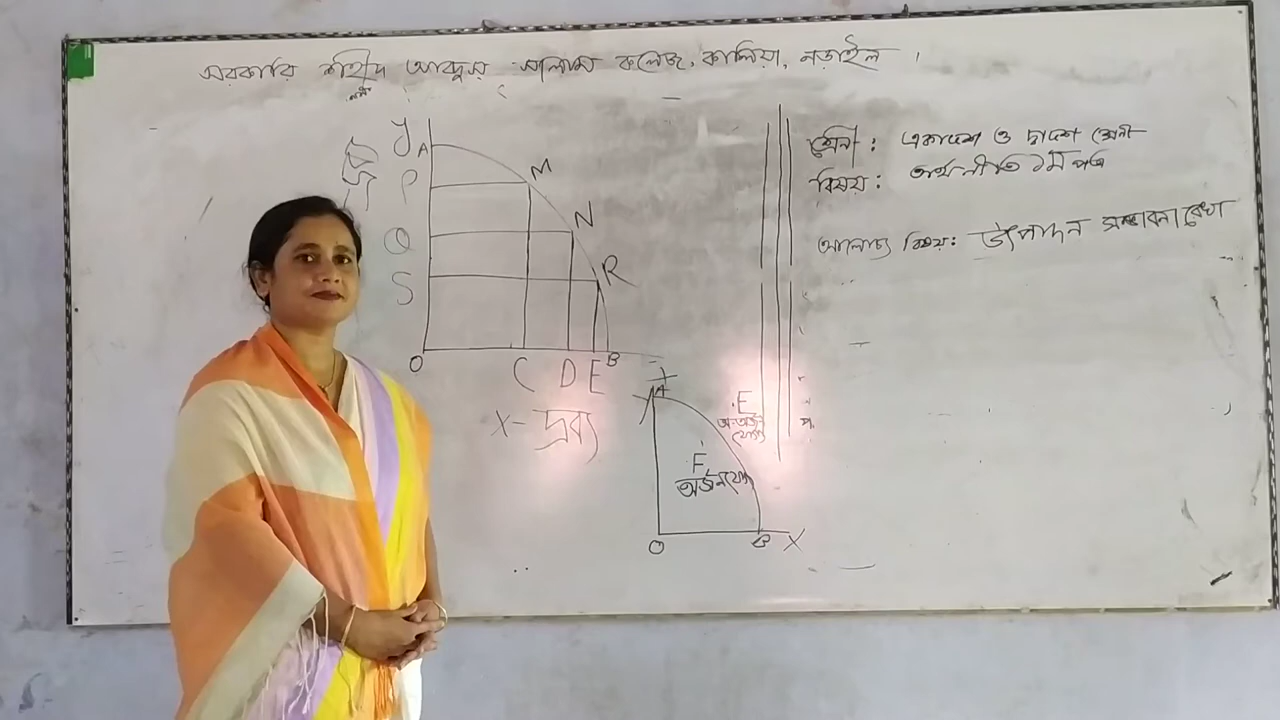 সরকারি শহীদ আবদুস সালাম কলেজ, কালিয়া, নড়াইল ।
শ্রেণী : একাদশ ও দ্বাদশ শ্রেণী
বিষয় : অর্থনীতি ১ম পত্র
আলোচ্য বিষয়: উৎপাদন সম্ভাবনা রেখা
y
A
M
P
N
Q
R
S
O
C D E B
X - দ্রব্য
y A
E
F
অর্জনযোগ্য
O
B X